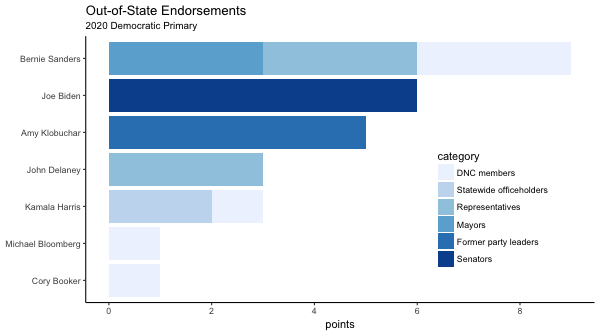 Out-of-State Endorsements
2020 Democratic Primary
Bernie Sanders
Joe Biden
Amy Klobuchar
John Delaney
Kamala Harris
Michael Bloomberg
Cory Booker
category
DNC members
Statewide officeholders
Representatives
Mayors
Former party leaders
Senators
0 2 4 6 8
points